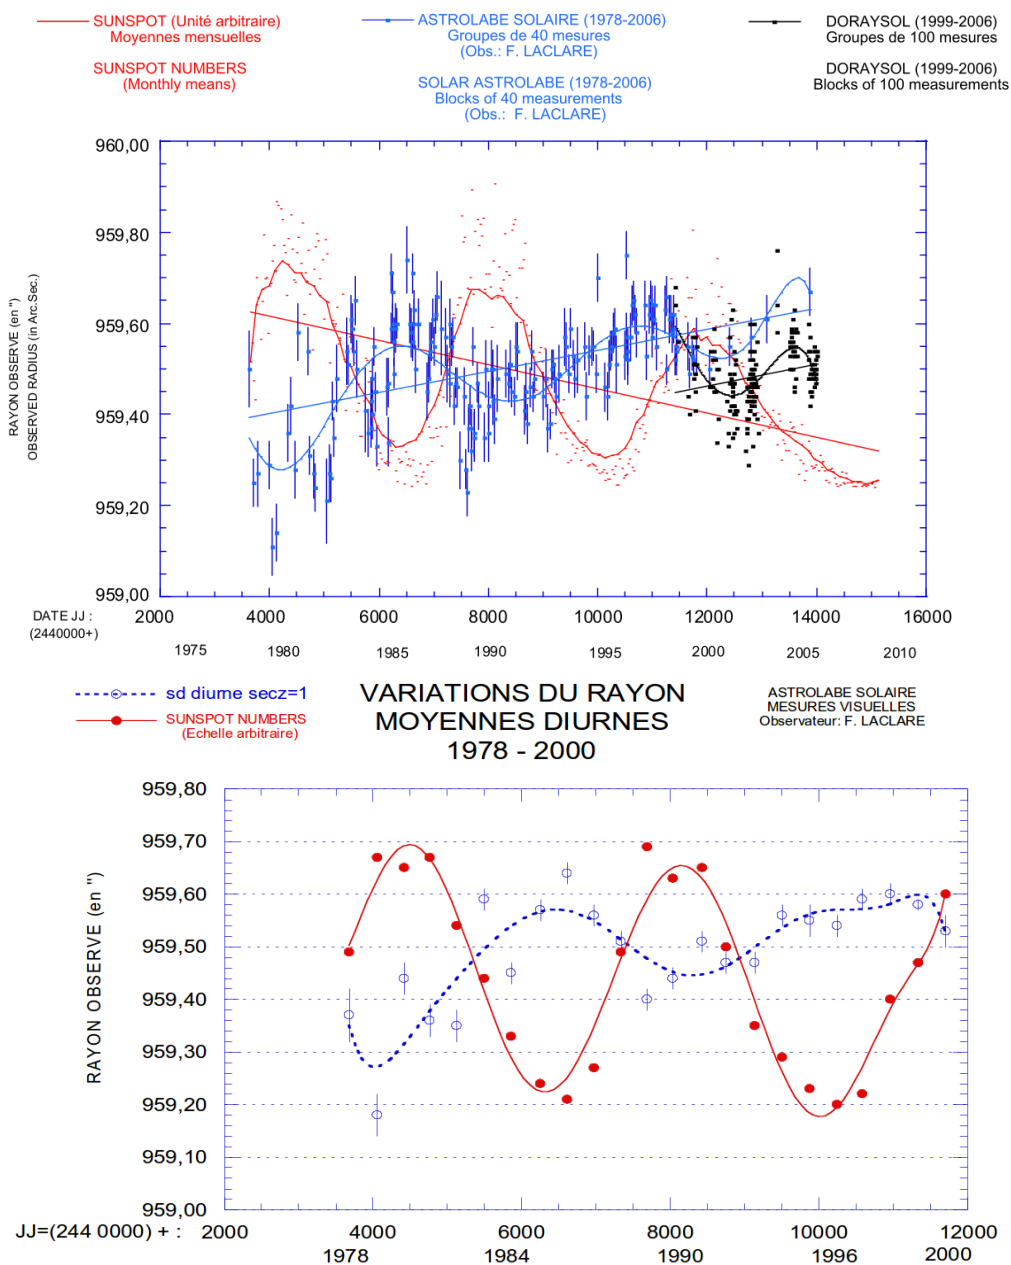 SUNSPOT (Unité arbitraire)
Moyennes mensuelles
SUNSPOT NUMBERS
(Monthly means)
ASTROLABE SOLAIRE (1978-2006)
Groupes de 40 mesures
(Obs.: F. LACLARE)
SOLAR ASTROLABE (1978-2006)
Blocks of 40 measurements
(Obs.: F. LACLARE)
DORAYSOL (1999-2006)
Groupes de 100 mesures
DORAYSOL (1999-2006)
Blocks of 100 measurements
RAYON OBSERVE (en ")
OBSERVED RADIUS (in Arc. Sec.)
960,00
959,80
959,60
959,40
959,20
959,00
DATE JJ :
(2440000+)
2000 4000 6000 8000 10000 12000 14000 16000
1975 1980 1985 1990 1995 2000 2005 2010
sd diurne secz=1
SUNSPOT NUMBERS
(Echelle arbitraire)
VARIATIONS DU RAYON
MOYENNES DIURNES
1978 - 2000
ASTROLABE SOLAIRE
MESURES VISUELLES
Observateur: F. LACLARE
RAYON OBSERVE (en ")
959,80
959,70
959,60
959,50
959,40
959,30
959,20
959,10
959,00
JJ=(244 0000) + : 2000 4000 6000 8000 10000 12000
1978 1984 1990 1996 2000